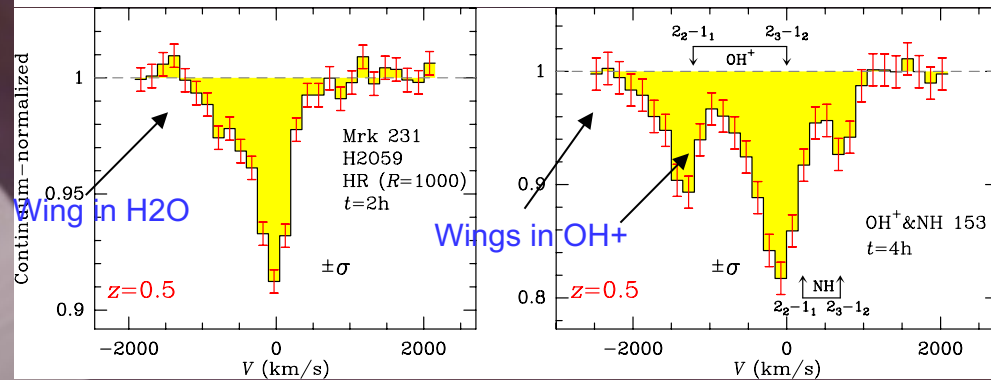 Continuum-normalized
1
0.95
0.9
Mrk 231
H2059
HR (R=1000)
t=2h
Wing in H2O
±σ
z=0.5
-2000
0
2000
V (km/s)
1
0.9
0.8
2₂-1₁
2₃-1₂
OH⁺
Wings in OH+
OH⁺&NH 153
t=4h
±σ
z=0.5
NH
2₂-1₁ 2₃-1₂
-2000
0
2000
V (km/s)